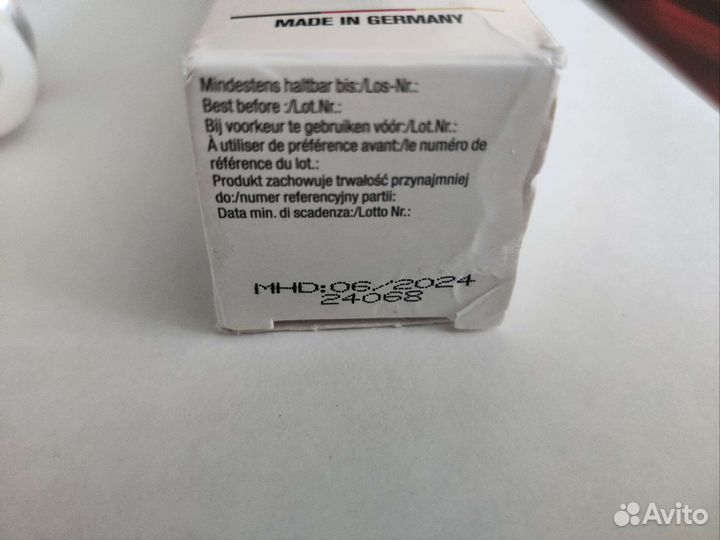 MADE IN GERMANY
Mindestens haltbar bis:/Los-Nr.:
Best before :/Lot.Nr.:
Bij voorkeur te gebruiken vóór:/Lot.Nr.:
À utiliser de préférence avant:/le numéro de
référence du lot.:
Produkt zachowuje trwałość przynajmniej
do:/numer referencyjny partii:
Data min. di scadenza:/Lotto Nr.:
MHD:06/2024
24068
Avito